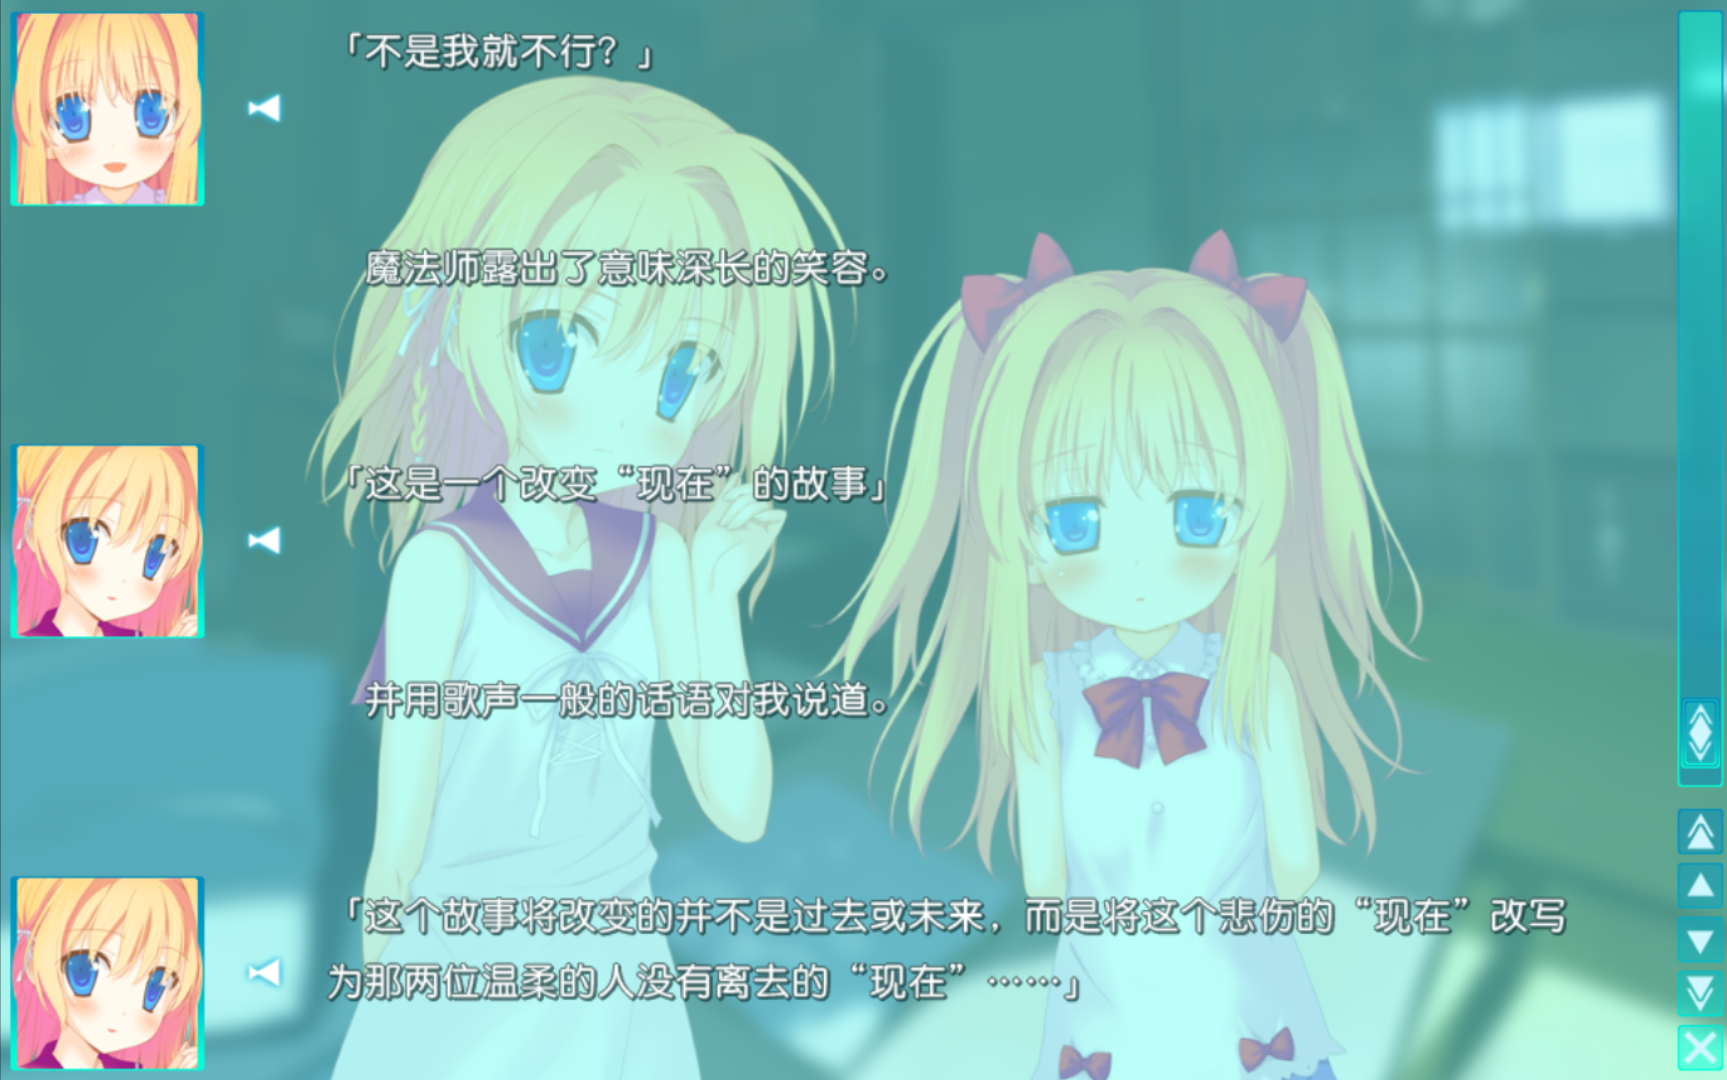 「不是我就不行？」
魔法师露出了意味深长的笑容。
「这是一个改变“现在”的故事」
并用歌声一般的话语对我说道。
「这个故事将改变的并不是过去或未来，而是将这个悲伤的“现在”改写
为那两位温柔的人没有离去的“现在”……」